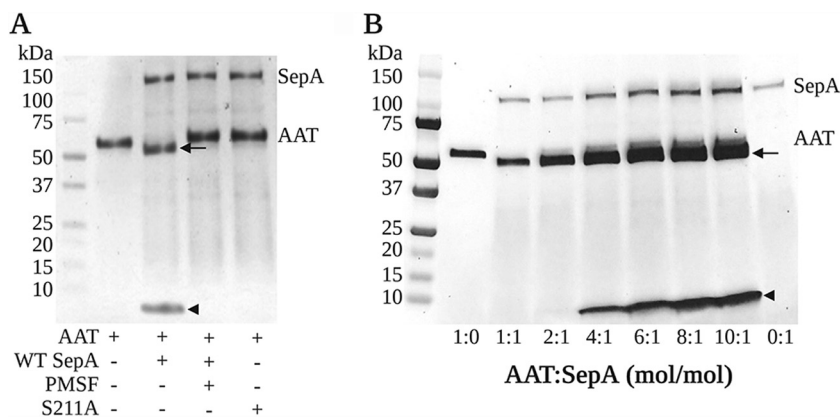 A
kDa
150
100
75
50
37
25
20
15
10
SepA
AAT
AAT + + + +
WT SepA - + + -
PMSF - - + -
S211A - - - +
B
kDa
150
100
75
50
37
25
20
15
10
SepA
AAT
1:0 1:1 2:1 4:1 6:1 8:1 10:1 0:1
AAT:SepA (mol/mol)